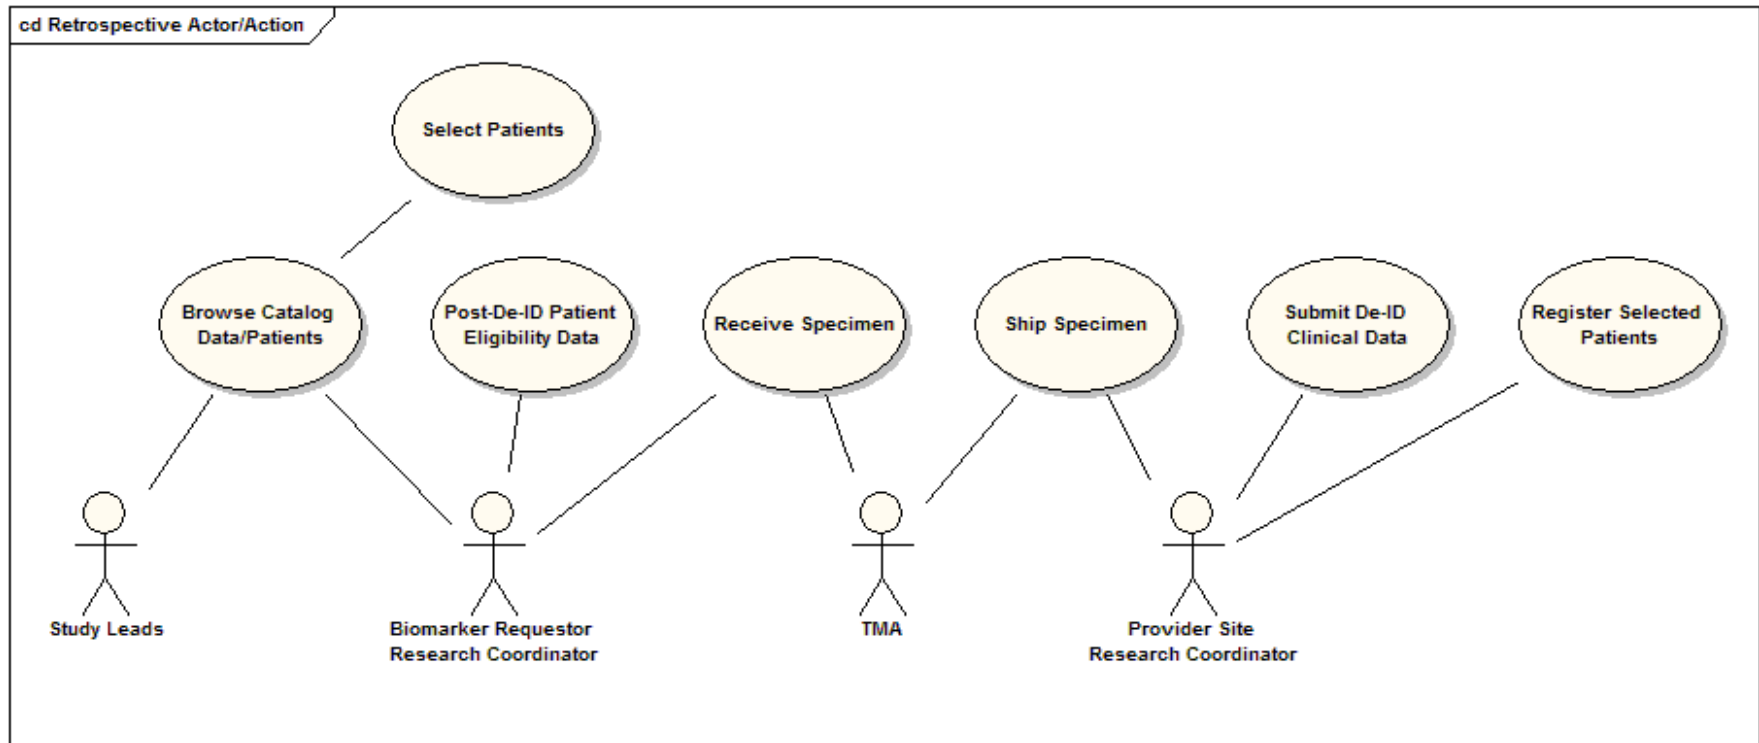 cd Retrospective Actor/Action
Select Patients
Browse Catalog
Data/Patients
Post-De-ID Patient
Eligibility Data
Receive Specimen
Ship Specimen
Submit De-ID
Clinical Data
Register Selected
Patients
Study Leads
Biomarker Requestor
Research Coordinator
TMA
Provider Site
Research Coordinator